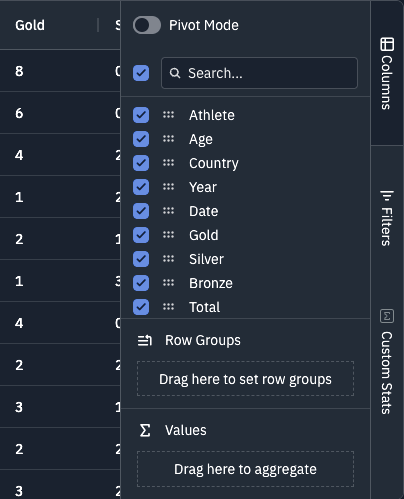 Gold
S
8
0
6
0
4
2
1
2
2
1
1
3
4
0
2
2
3
1
2
2
3
2
Pivot Mode
Search...
Athlete
Age
Country
Year
Date
Gold
Silver
Bronze
Total
Row Groups
Drag here to set row groups
Values
Drag here to aggregate
Columns
Filters
Custom Stats